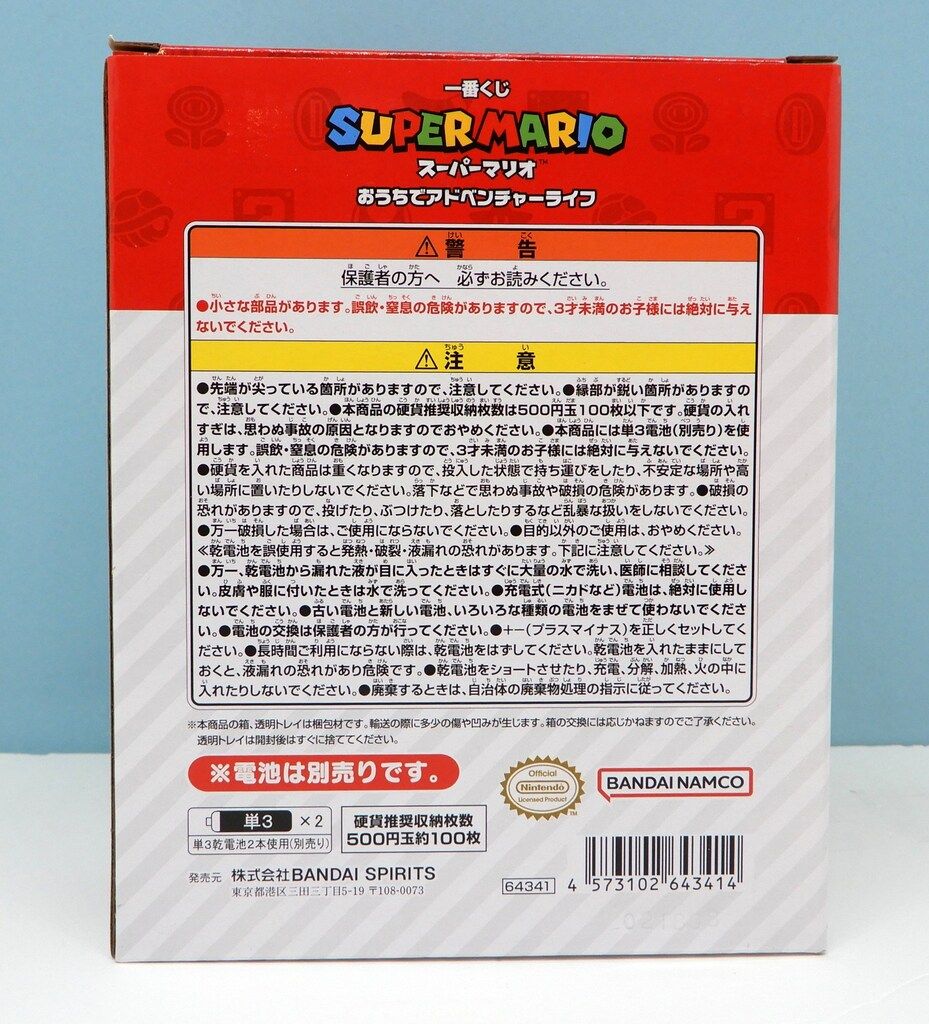 一番くじ
SUPER MARIO
スーパーマリオ™
おうちでアドベンチャーライフ
⚠警告
保護者の方へ 必ずお読みください。
●小さな部品があります。誤飲・窒息の危険がありますので、3才未満のお子様には絶対に与え
ないでください。
⚠注意
●先端が尖っている箇所がありますので、注意してください。●縁部が鋭い箇所がありますの
で、注意してください。●本商品の硬貨推奨収納枚数は500円玉100枚以下です。硬貨の入れ
すぎは、思わぬ事故の原因となりますのでおやめください。●本商品には単3電池(別売り)を使
用します。誤飲・窒息の危険がありますので、3才未満のお子様には絶対に与えないでください。
●硬貨を入れた商品は重くなりますので、投入した状態で持ち運びをしたり、不安定な場所や高
い場所に置いたりしないでください。落下などで思わぬ事故や破損の危険があります。●破損の
恐れがありますので、投げたり、ぶつけたり、落としたりするなど乱暴な扱いをしないでください。
●万一破損した場合は、ご使用にならないでください。●目的以外のご使用は、おやめください。
≪乾電池を誤使用すると発熱・破裂・液漏れの恐れがあります。下記に注意してください。≫
●万一、乾電池から漏れた液が目に入ったときはすぐに大量の水で洗い、医師に相談してくださ
い。皮膚や服に付いたときは水で洗ってください。●充電式(ニカドなど)電池は、絶対に使用し
ないでください。●古い電池と新しい電池、いろいろな種類の電池をまぜて使わないでくださ
い。●電池の交換は保護者の方が行ってください。●+−(プラスマイナス)を正しくセットしてく
ださい。●長時間ご利用にならない際は、乾電池をはずしてください。乾電池を入れたままにして
おくと、液漏れの恐れがあり危険です。●乾電池をショートさせたり、充電、分解、加熱、火の中に
入れたりしないでください。●廃棄するときは、自治体の廃棄物処理の指示に従ってください。
※本商品の箱、透明トレイは梱包材です。輸送の際に多少の傷や凹みが生じます。箱の交換には応じかねますのでご了承ください。
透明トレイは開封後はすぐに捨ててください。
※電池は別売りです。
Official
Nintendo
Licensed Product
TM
BANDAI NAMCO
単3 ×2
単3乾電池2本使用(別売り)
硬貨推奨収納枚数
500円玉約100枚
発売元 株式会社BANDAI SPIRITS
東京都港区三田三丁目5-19 〒108-0073
64341
4 573102 643414